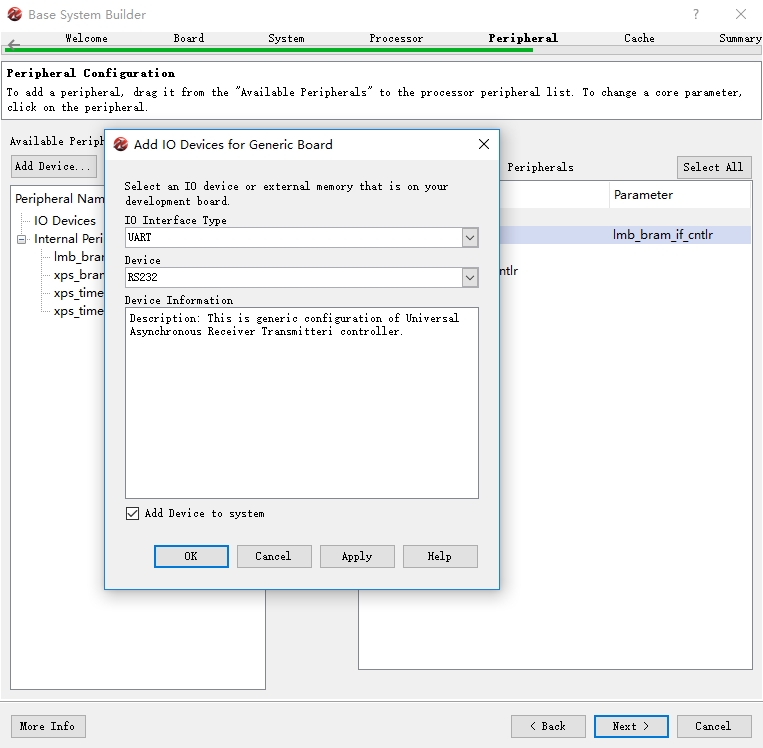 Base System Builder
Welcome Board System Processor Peripheral Cache Summary
Peripheral Configuration
To add a peripheral, drag it from the "Available Peripherals" to the processor peripheral list. To change a core parameter,
click on the peripheral.
Available Periph
Add Device...
Peripheral Nam
IO Devices
Internal Peri
lmb_bra
xps_bra
xps_time
xps_time
Peripherals
Select All
Parameter
lmb_bram_if_cntlr
ntlr
Add IO Devices for Generic Board
Select an IO device or external memory that is on your
development board.
IO Interface Type
UART
Device
RS232
Device Information
Description: This is generic configuration of Universal
Asynchronous Receiver Transmitteri controller.
Add Device to system
OK Cancel Apply Help
More Info
< Back Next > Cancel